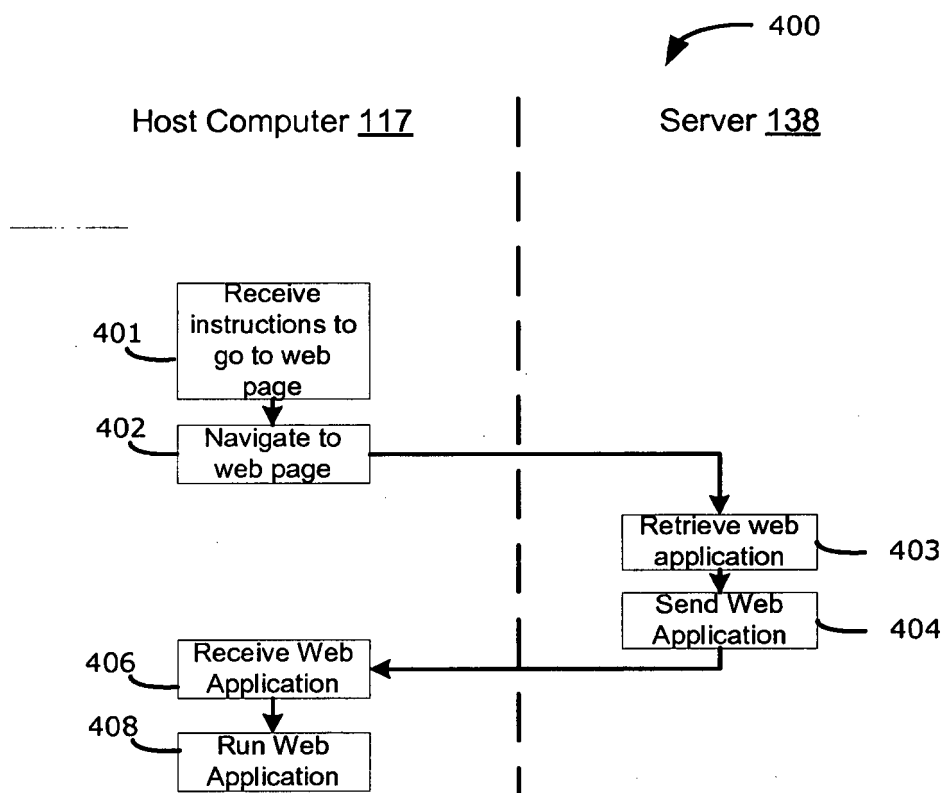 400
Host Computer 117
Server 138
Receive
instructions to
go to web
page
401
402
Navigate to
web page
Retrieve web
application
403
Send Web
Application
404
406
Receive Web
Application
408
Run Web
Application